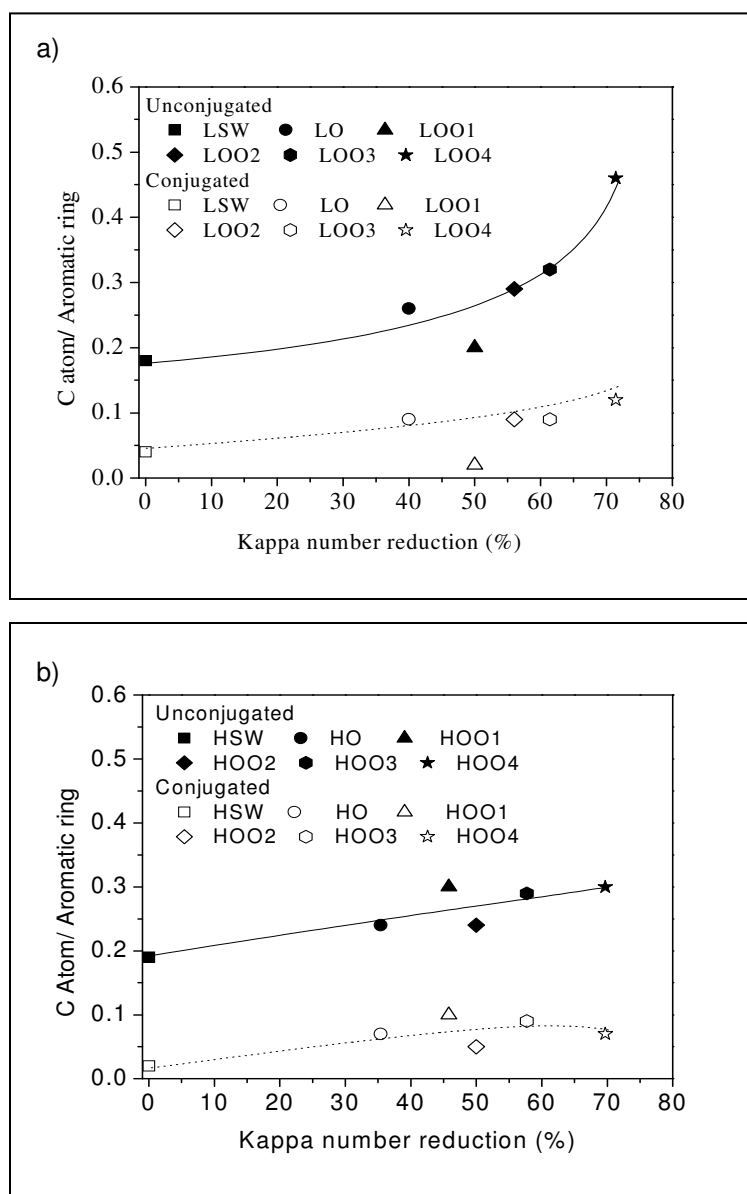 a)
0.6
Unconjugated
LSW LO LOO1
LOO2 LOO3 LOO4
0.5
Conjugated
LSW LO LOO1
LOO2 LOO3 LOO4
0.4
0.3
0.2
0.1
0.0
C atom/ Aromatic ring
0 10 20 30 40 50 60 70 80
Kappa number reduction (%)
b)
0.6
Unconjugated
HSW HO HOO1
HOO2 HOO3 HOO4
0.5
Conjugated
HSW HO HOO1
HOO2 HOO3 HOO4
0.4
0.3
0.2
0.1
0.0
C Atom/ Aromatic ring
0 10 20 30 40 50 60 70 80
Kappa number reduction (%)